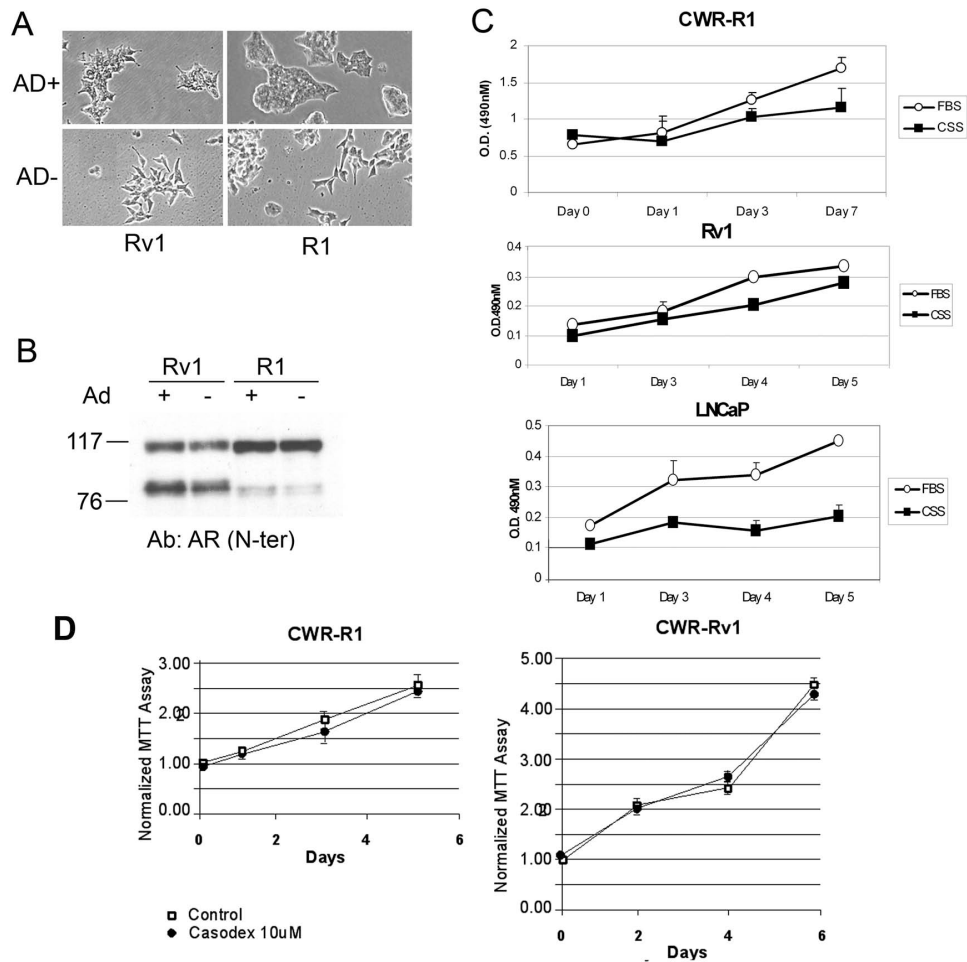 A
AD+
AD-
Rv1 R1
B
Rv1 R1
Ad + - + -
117
76
Ab: AR (N-ter)
C
CWR-R1
O.D. (490nM)
2
1.5
1
0.5
0
Day 0 Day 1 Day 3 Day 7
FBS
CSS
Rv1
O.D.490nM
0.4
0.3
0.2
0.1
0
Day 1 Day 3 Day 4 Day 5
FBS
CSS
LNCaP
O.D. 490nM
0.5
0.4
0.3
0.2
0.1
0
Day 1 Day 3 Day 4 Day 5
FBS
CSS
D
CWR-R1
Normalized MTT Assay
3.00
2.00
1.00
0.00
0 2 4 6
Days
Control
Casodex 10uM
CWR-Rv1
Normalized MTT Assay
5.00
4.00
3.00
2.00
1.00
0.00
0 2 4 6
Days